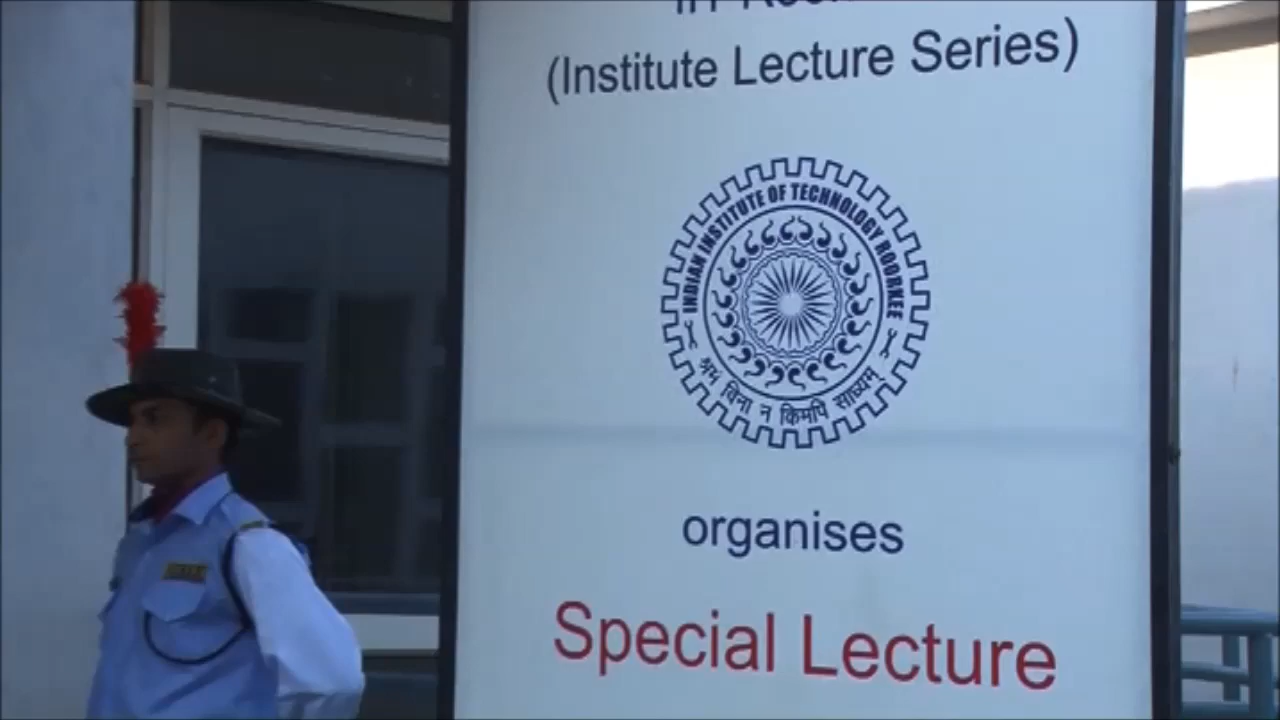 (Institute Lecture Series)
INDIAN INSTITUTE OF TECHNOLOGY ROORKEE
श्रमं विना न किमपि साध्यम्
organises
Special Lecture